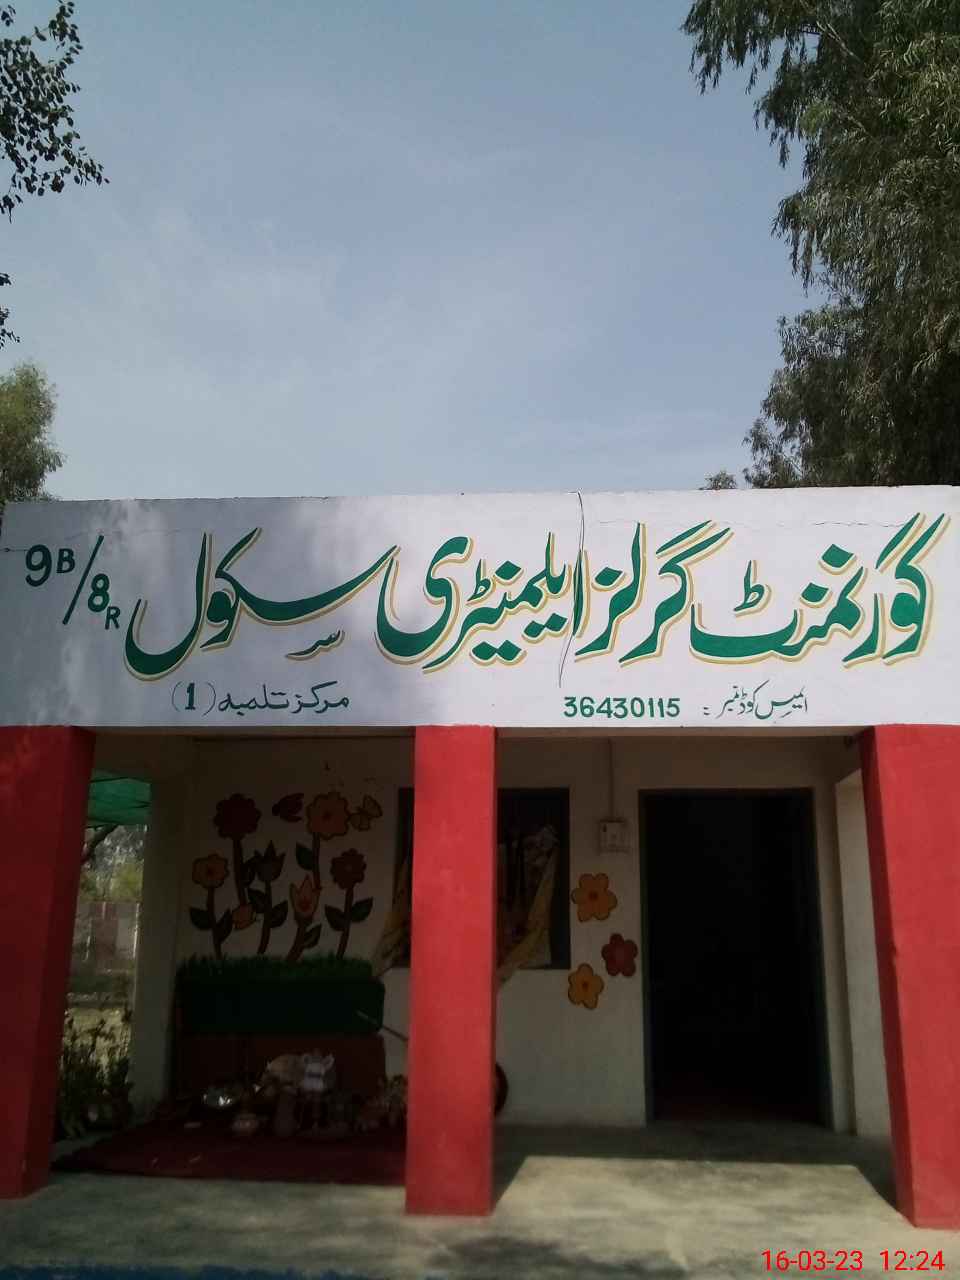 گورنمنٹ گرلز ایلیمنٹری سکول 9B/8R
ایمس کوڈ نمبر : 36430115
مرکز تلمبہ (1)
16-03-23 12:24